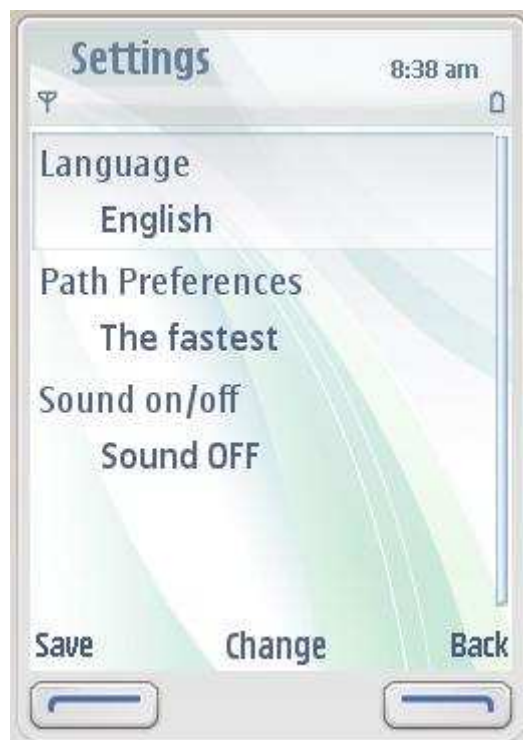 Settings
8:38 am
Language
English
Path Preferences
The fastest
Sound on/off
Sound OFF
Save Change Back